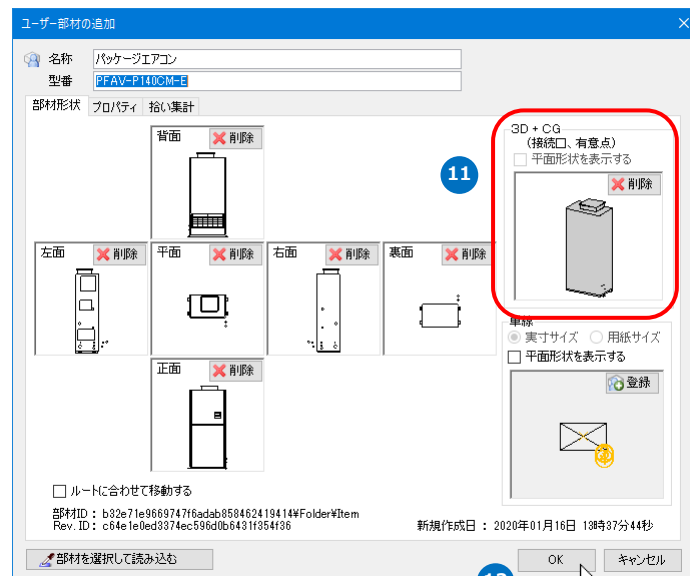 ユーザー部材の追加
名称 パッケージエアコン
型番 PFAV-P140CM-E
部材形状 プロパティ 拾い集計
背面 削除
3D + CG
(接続口、有意点)
平面形状を表示する
11
削除
左面 削除 平面 削除 右面 削除 裏面 削除
単線
実寸サイズ 用紙サイズ
平面形状を表示する
正面 削除
登録
ルートに合わせて移動する
部材ID : b32e71e9669747f6adab858462419414¥Folder¥Item
Rev. ID : c64e1e0ed3374ec596d0b6431f354f36 新規作成日 : 2020年01月16日 13時37分44秒
部材を選択して読み込む OK キャンセル